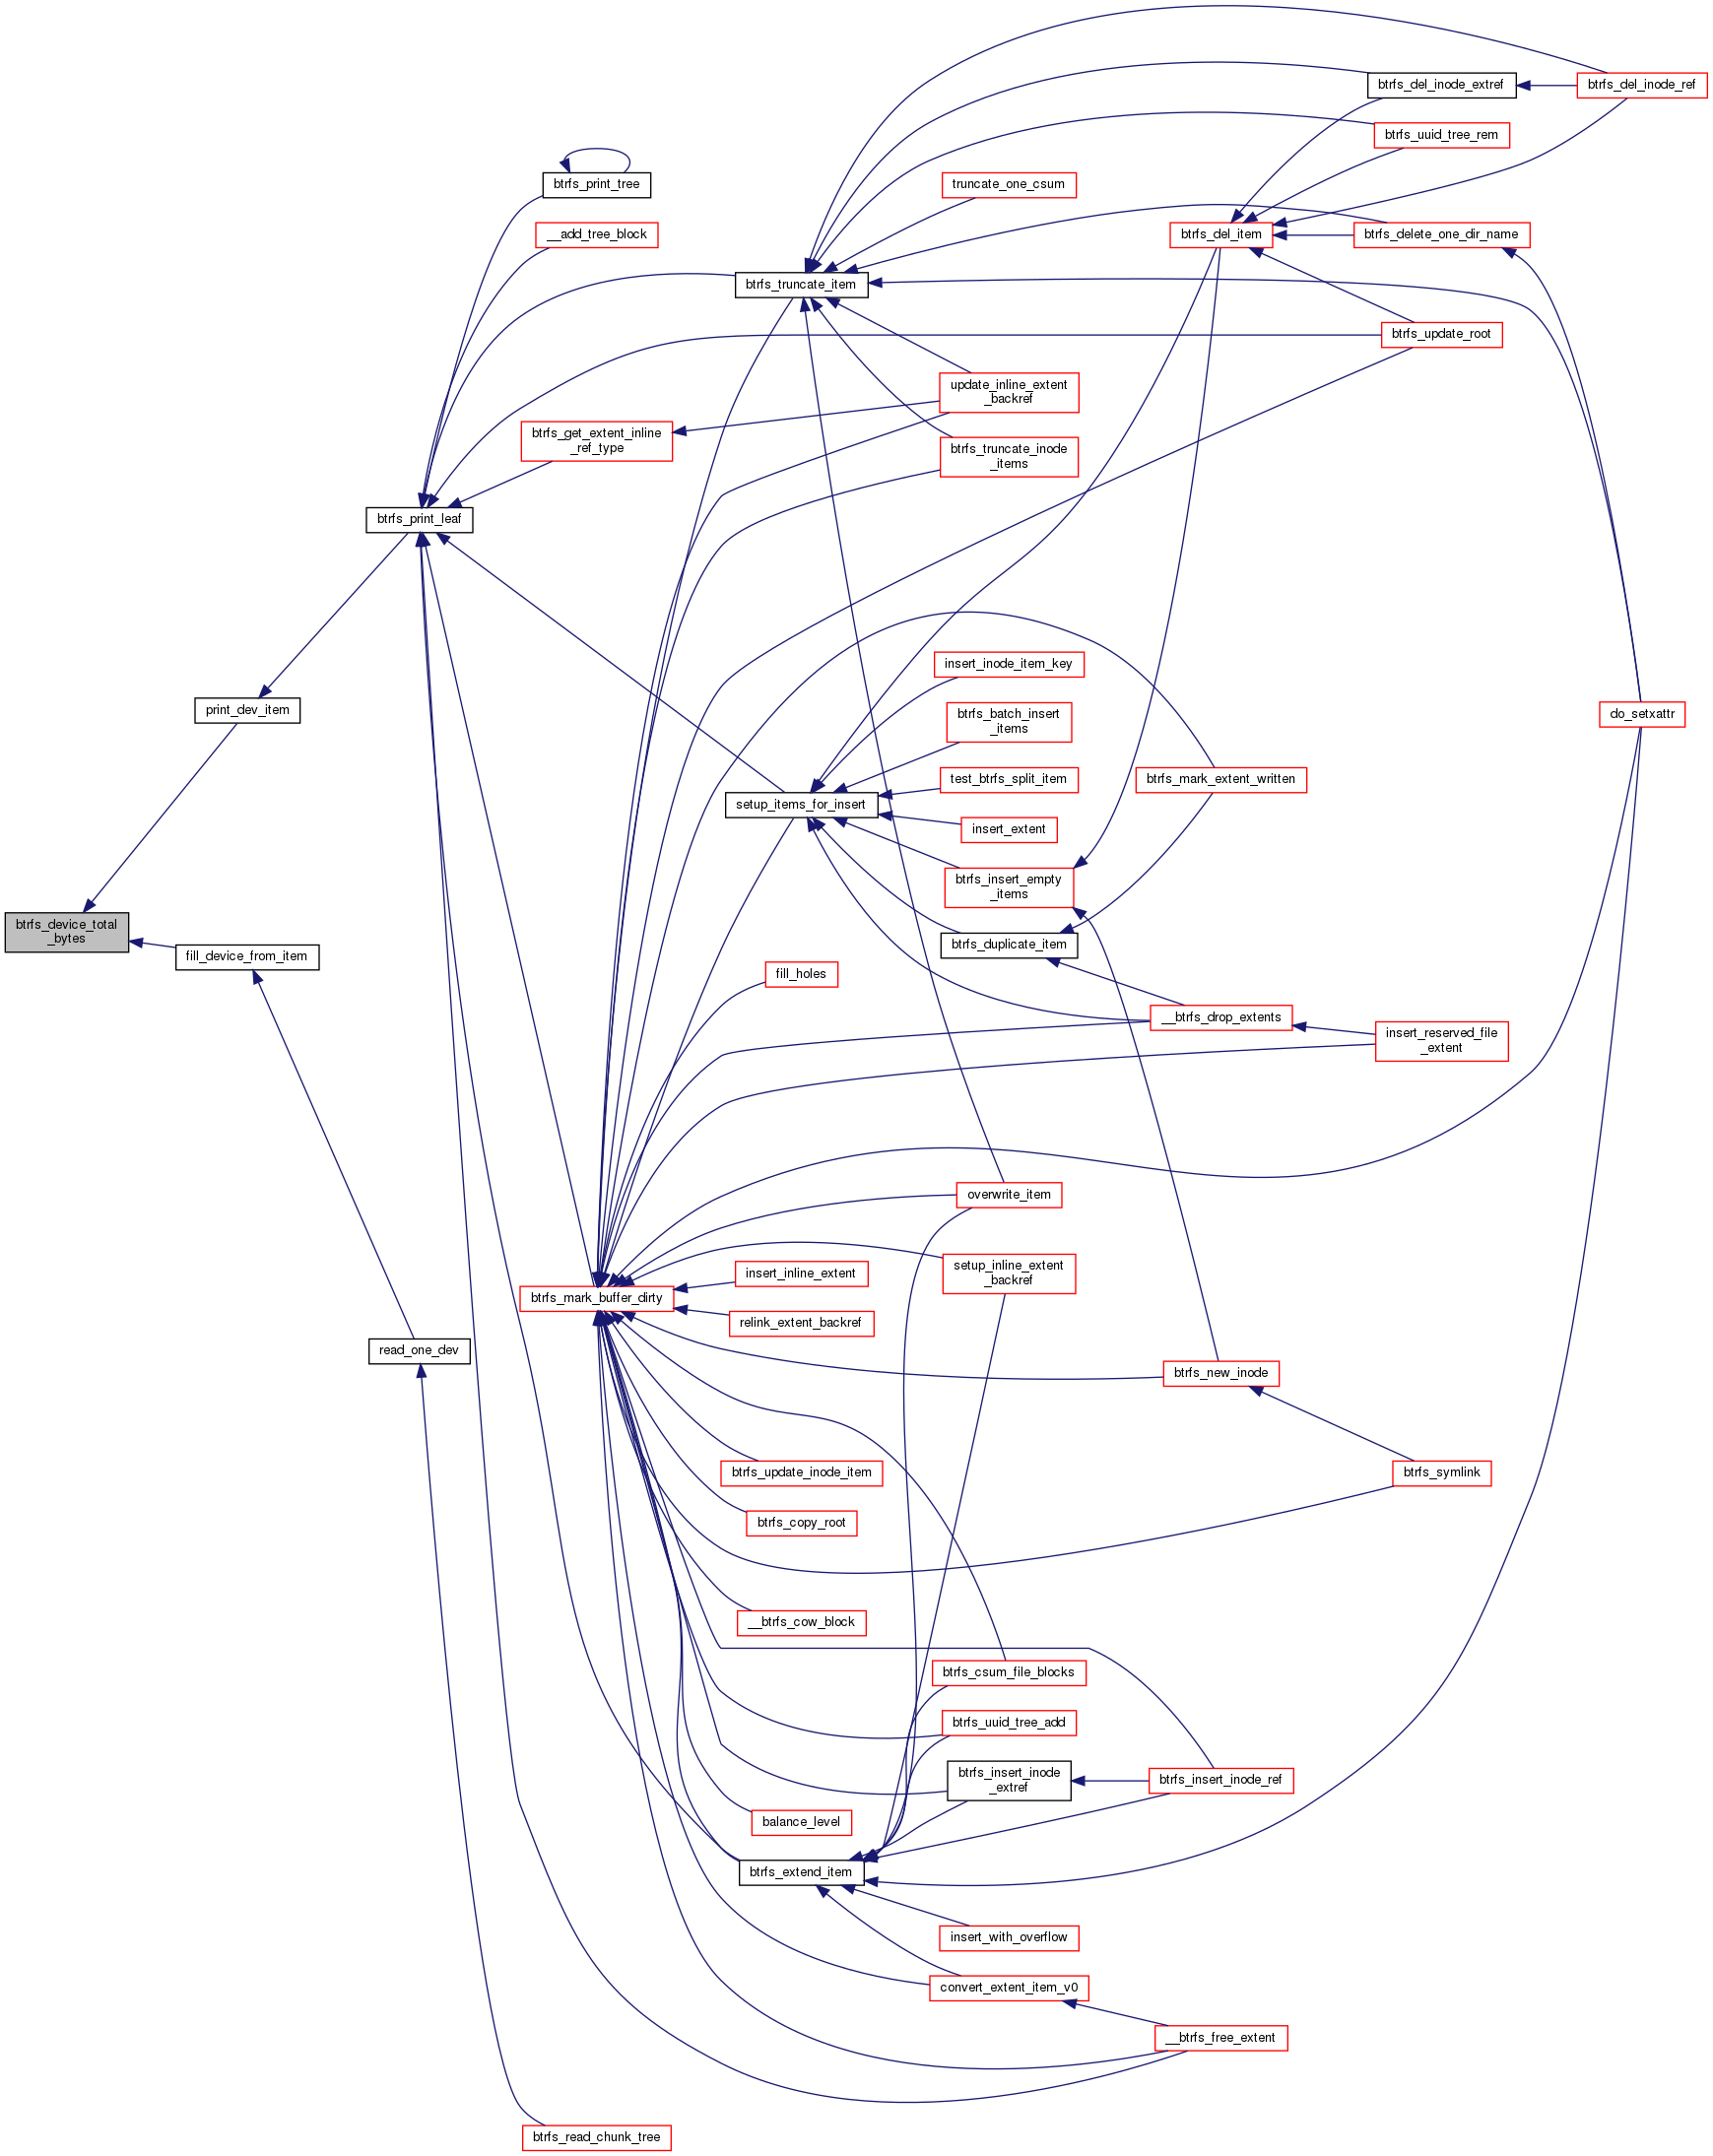 btrfs_del_inode_extref
btrfs_del_inode_ref
btrfs_uuid_tree_rem
btrfs_print_tree
truncate_one_csum
__add_tree_block
btrfs_del_item
btrfs_delete_one_dir_name
btrfs_truncate_item
btrfs_update_root
update_inline_extent
_backref
btrfs_get_extent_inline
_ref_type
btrfs_truncate_inode
_items
btrfs_print_leaf
insert_inode_item_key
print_dev_item
btrfs_batch_insert
_items
do_setxattr
test_btrfs_split_item
btrfs_mark_extent_written
setup_items_for_insert
insert_extent
btrfs_insert_empty
_items
btrfs_device_total
_bytes
btrfs_duplicate_item
fill_device_from_item
fill_holes
__btrfs_drop_extents
insert_reserved_file
_extent
overwrite_item
setup_inline_extent
_backref
insert_inline_extent
btrfs_mark_buffer_dirty
relink_extent_backref
read_one_dev
btrfs_new_inode
btrfs_update_inode_item
btrfs_symlink
btrfs_copy_root
__btrfs_cow_block
btrfs_csum_file_blocks
btrfs_uuid_tree_add
btrfs_insert_inode
_extref
btrfs_insert_inode_ref
balance_level
btrfs_extend_item
insert_with_overflow
convert_extent_item_v0
__btrfs_free_extent
btrfs_read_chunk_tree